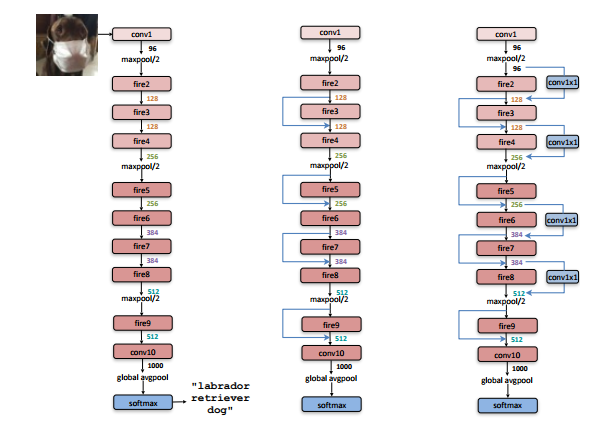 conv1
96
maxpool/2
fire2
128
fire3
128
fire4
256
maxpool/2
fire5
256
fire6
384
fire7
384
fire8
512
maxpool/2
fire9
512
conv10
1000
global avgpool
softmax
"labrador
retriever
dog"
conv1
96
maxpool/2
fire2
128
fire3
128
fire4
256
maxpool/2
fire5
256
fire6
384
fire7
384
fire8
512
maxpool/2
fire9
512
conv10
1000
global avgpool
softmax
conv1
96
maxpool/2
96
conv1x1
fire2
128
fire3
128
conv1x1
fire4
256
maxpool/2
fire5
256
conv1x1
fire6
384
fire7
384
conv1x1
fire8
512
maxpool/2
fire9
512
conv10
1000
global avgpool
softmax